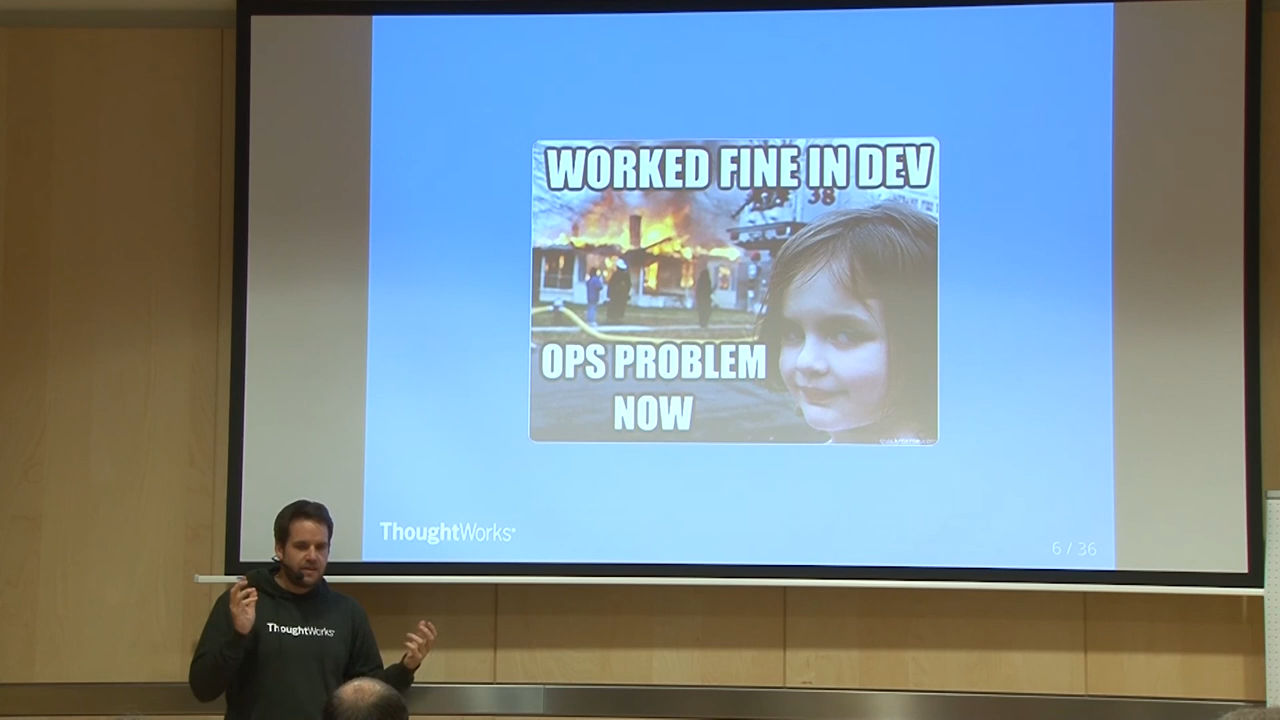 WORKED FINE IN DEV
38
OPS PROBLEM
NOW
ThoughtWorks
6 / 36
ThoughtWorks